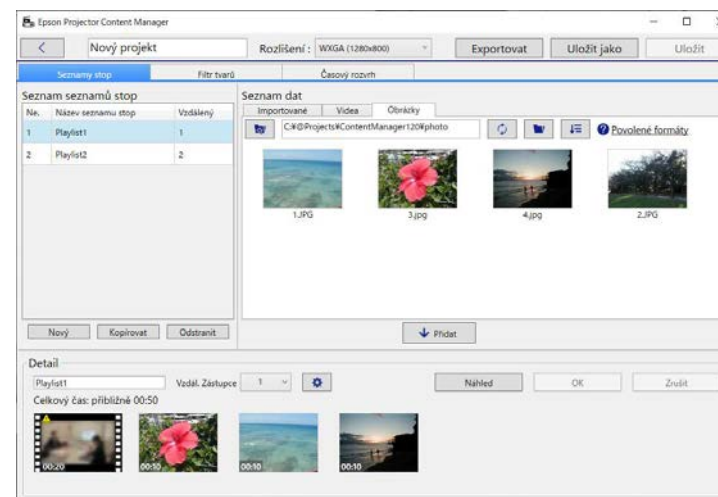 Epson Projector Content Manager
Nový projekt Rozlišení : WXGA (1280x800) Exportovat Uložit jako Uložit
Seznamy stop Filtr tvarů Časový rozvrh
Seznam seznamů stop Seznam dat
Ne. Název seznamu stop Vzdálený Importované Videa Obrázky
1 Playlist1 1 C:¥@Projects¥ContentManager120¥photo Povolené formáty
2 Playlist2 2
1.JPG 3.jpg 4.jpg 2.JPG
Nový Kopírovat Odstranit Přidat
Detail
Playlist1 Vzdál. Zástupce 1 Náhled OK Zrušit
Celkový čas: přibližně 00:50
00:20 00:10 00:10 00:10